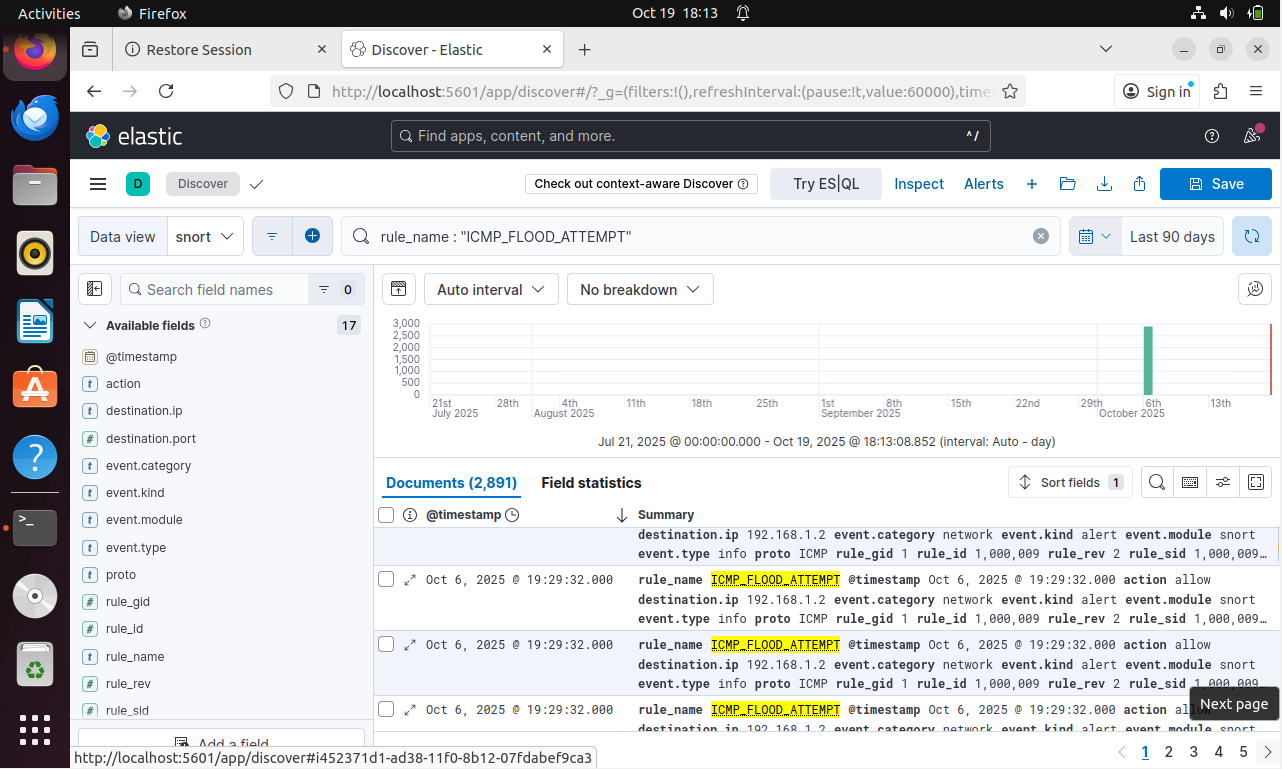 Activities Firefox Oct 19 18:13
Restore Session Discover - Elastic
http://localhost:5601/app/discover#/?_g=(filters:!(),refreshInterval:(pause:!t,value:60000),time: Sign in
elastic Find apps, content, and more. ^/
D Discover Check out context-aware Discover Try ES|QL Inspect Alerts Save
Data view snort rule_name : "ICMP_FLOOD_ATTEMPT" Last 90 days
Search field names 0
Auto interval No breakdown
Available fields 17
@timestamp
action
destination.ip
destination.port
event.category
event.kind
event.module
event.type
proto
rule_gid
rule_id
rule_name
rule_rev
rule_sid
Add a field
3,000
2,500
2,000
1,500
1,000
500
0
21st 28th 4th 11th 18th 25th 1st 8th 15th 22nd 29th 6th 13th
July 2025 August 2025 September 2025 October 2025
Jul 21, 2025 @ 00:00:00.000 - Oct 19, 2025 @ 18:13:08.852 (interval: Auto - day)
Documents (2,891) Field statistics Sort fields 1
@timestamp Summary
destination.ip 192.168.1.2 event.category network event.kind alert event.module snort
event.type info proto ICMP rule_gid 1 rule_id 1,000,009 rule_rev 2 rule_sid 1,000,009…
Oct 6, 2025 @ 19:29:32.000 rule_name ICMP_FLOOD_ATTEMPT @timestamp Oct 6, 2025 @ 19:29:32.000 action allow
destination.ip 192.168.1.2 event.category network event.kind alert event.module snort
event.type info proto ICMP rule_gid 1 rule_id 1,000,009 rule_rev 2 rule_sid 1,000,009…
Oct 6, 2025 @ 19:29:32.000 rule_name ICMP_FLOOD_ATTEMPT @timestamp Oct 6, 2025 @ 19:29:32.000 action allow
destination.ip 192.168.1.2 event.category network event.kind alert event.module snort
event.type info proto ICMP rule_gid 1 rule_id 1,000,009 rule_rev 2 rule_sid 1,000,009…
Oct 6, 2025 @ 19:29:32.000 rule_name ICMP_FLOOD_ATTEMPT @timestamp Oct 6, 2025 @ 19:29:32.000 action
destination.ip 192.168.1.2 event.category network event.kind alert event.module snort
Next page
1 2 3 4 5
http://localhost:5601/app/discover#i452371d1-ad38-11f0-8b12-07fdabef9ca3